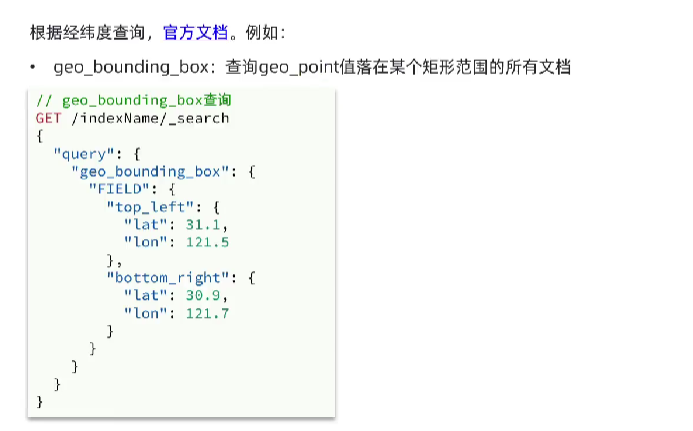 根据经纬度查询，官方文档。例如：
• geo_bounding_box：查询geo_point值落在某个矩形范围的所有文档
// geo_bounding_box查询
GET /indexName/_search
{
  "query": {
    "geo_bounding_box": {
      "FIELD": {
        "top_left": {
          "lat": 31.1,
          "lon": 121.5
        },
        "bottom_right": {
          "lat": 30.9,
          "lon": 121.7
        }
      }
    }
  }
}